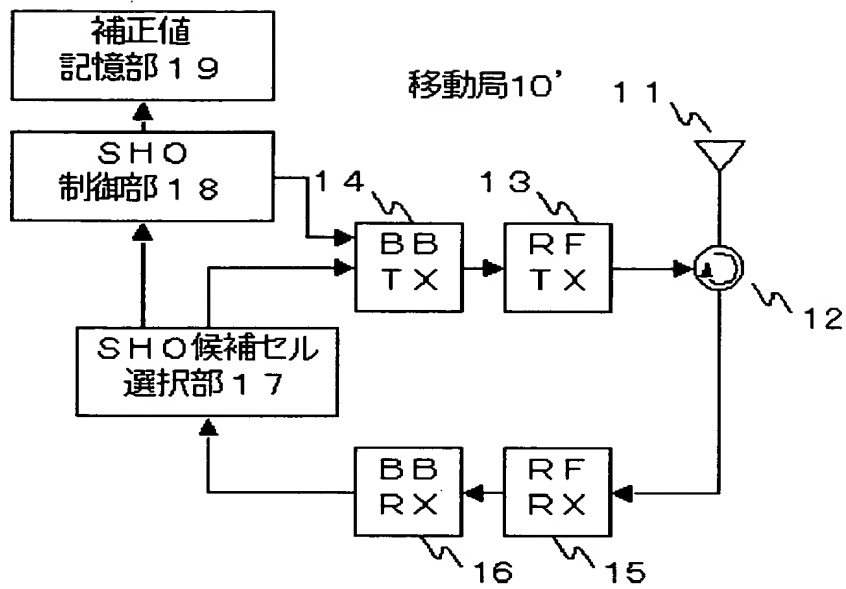 補正値
記憶部１９
移動局10'
１１
ＳＨＯ
制御部１８
１４
１３
ＢＢ
ＴＸ
ＲＦ
ＴＸ
１２
ＳＨＯ候補セル
選択部１７
ＢＢ
ＲＸ
ＲＦ
ＲＸ
１６
１５